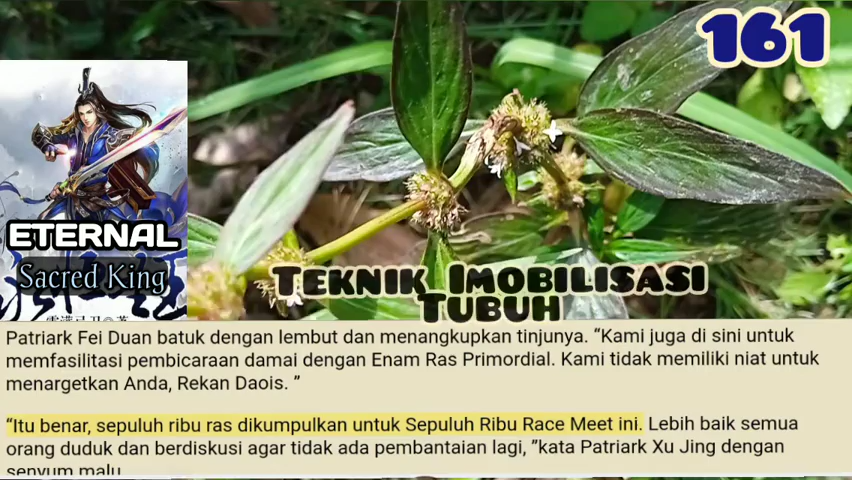 161
ETERNAL
Sacred King
TEKNIK IMOBILISASI
TUBUH
Patriark Fei Duan batuk dengan lembut dan menangkupkan tinjunya. “Kami juga di sini untuk
memfasilitasi pembicaraan damai dengan Enam Ras Primordial. Kami tidak memiliki niat untuk
menargetkan Anda, Rekan Daois. ”
“Itu benar, sepuluh ribu ras dikumpulkan untuk Sepuluh Ribu Race Meet ini. Lebih baik semua
orang duduk dan berdiskusi agar tidak ada pembantaian lagi, ”kata Patriark Xu Jing dengan
senyum malu